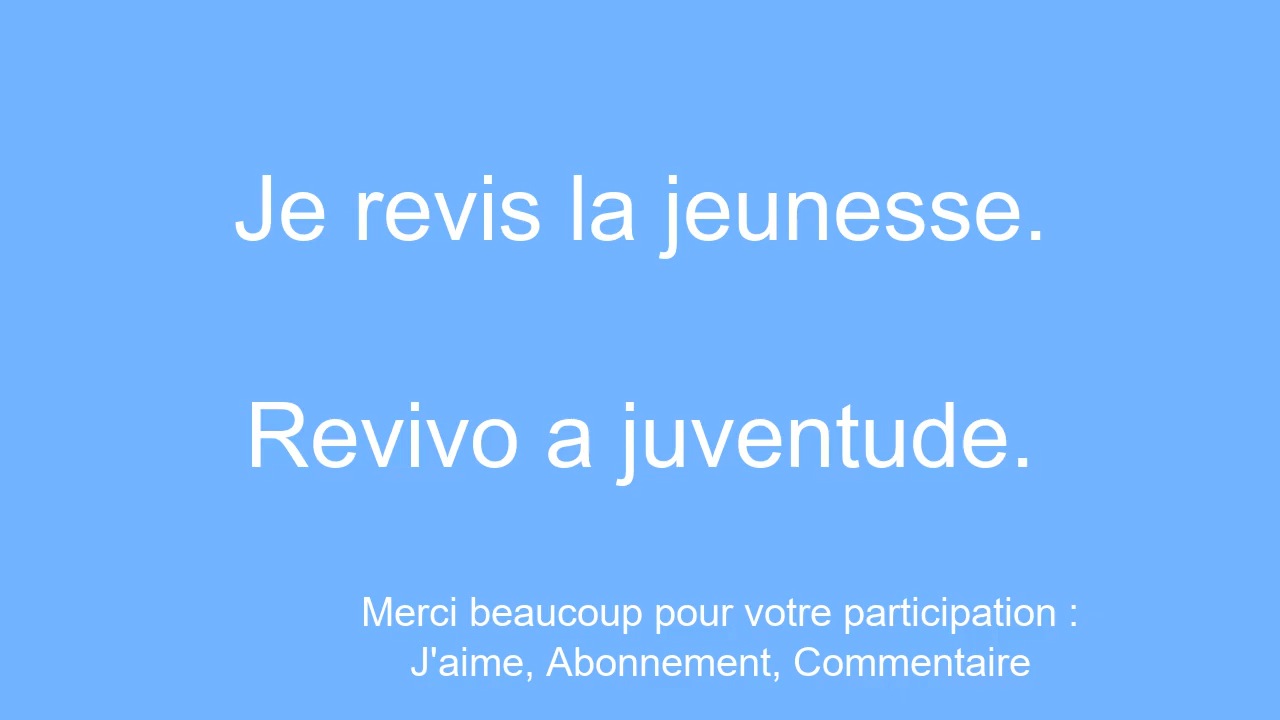 Je revis la jeunesse.
Revivo a juventude.
Merci beaucoup pour votre participation :
J'aime, Abonnement, Commentaire